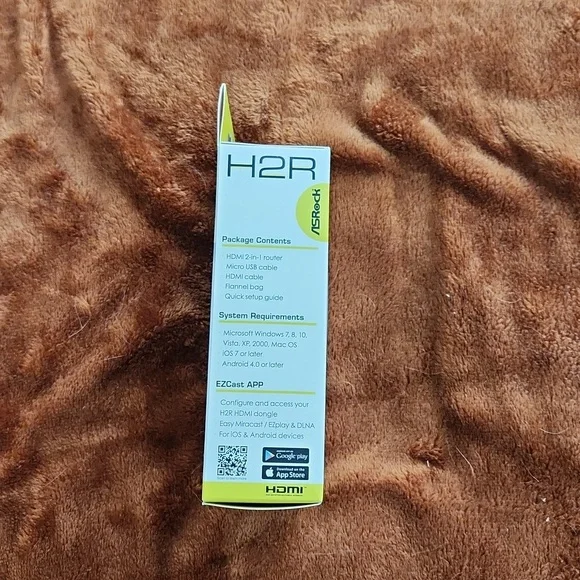 H2R
ASRock
Package Contents
HDMI 2-in-1 router
Micro USB cable
HDMI cable
Flannel bag
Quick setup guide
System Requirements
Microsoft Windows 7, 8, 10,
Vista, XP, 2000, Mac OS
iOS 7 or later
Android 4.0 or later
EZCast APP
Configure and access your
H2R HDMI dongle
Easy Miracast / EZplay & DLNA
For iOS & Android devices
Google play
Download on the
App Store
HDMI